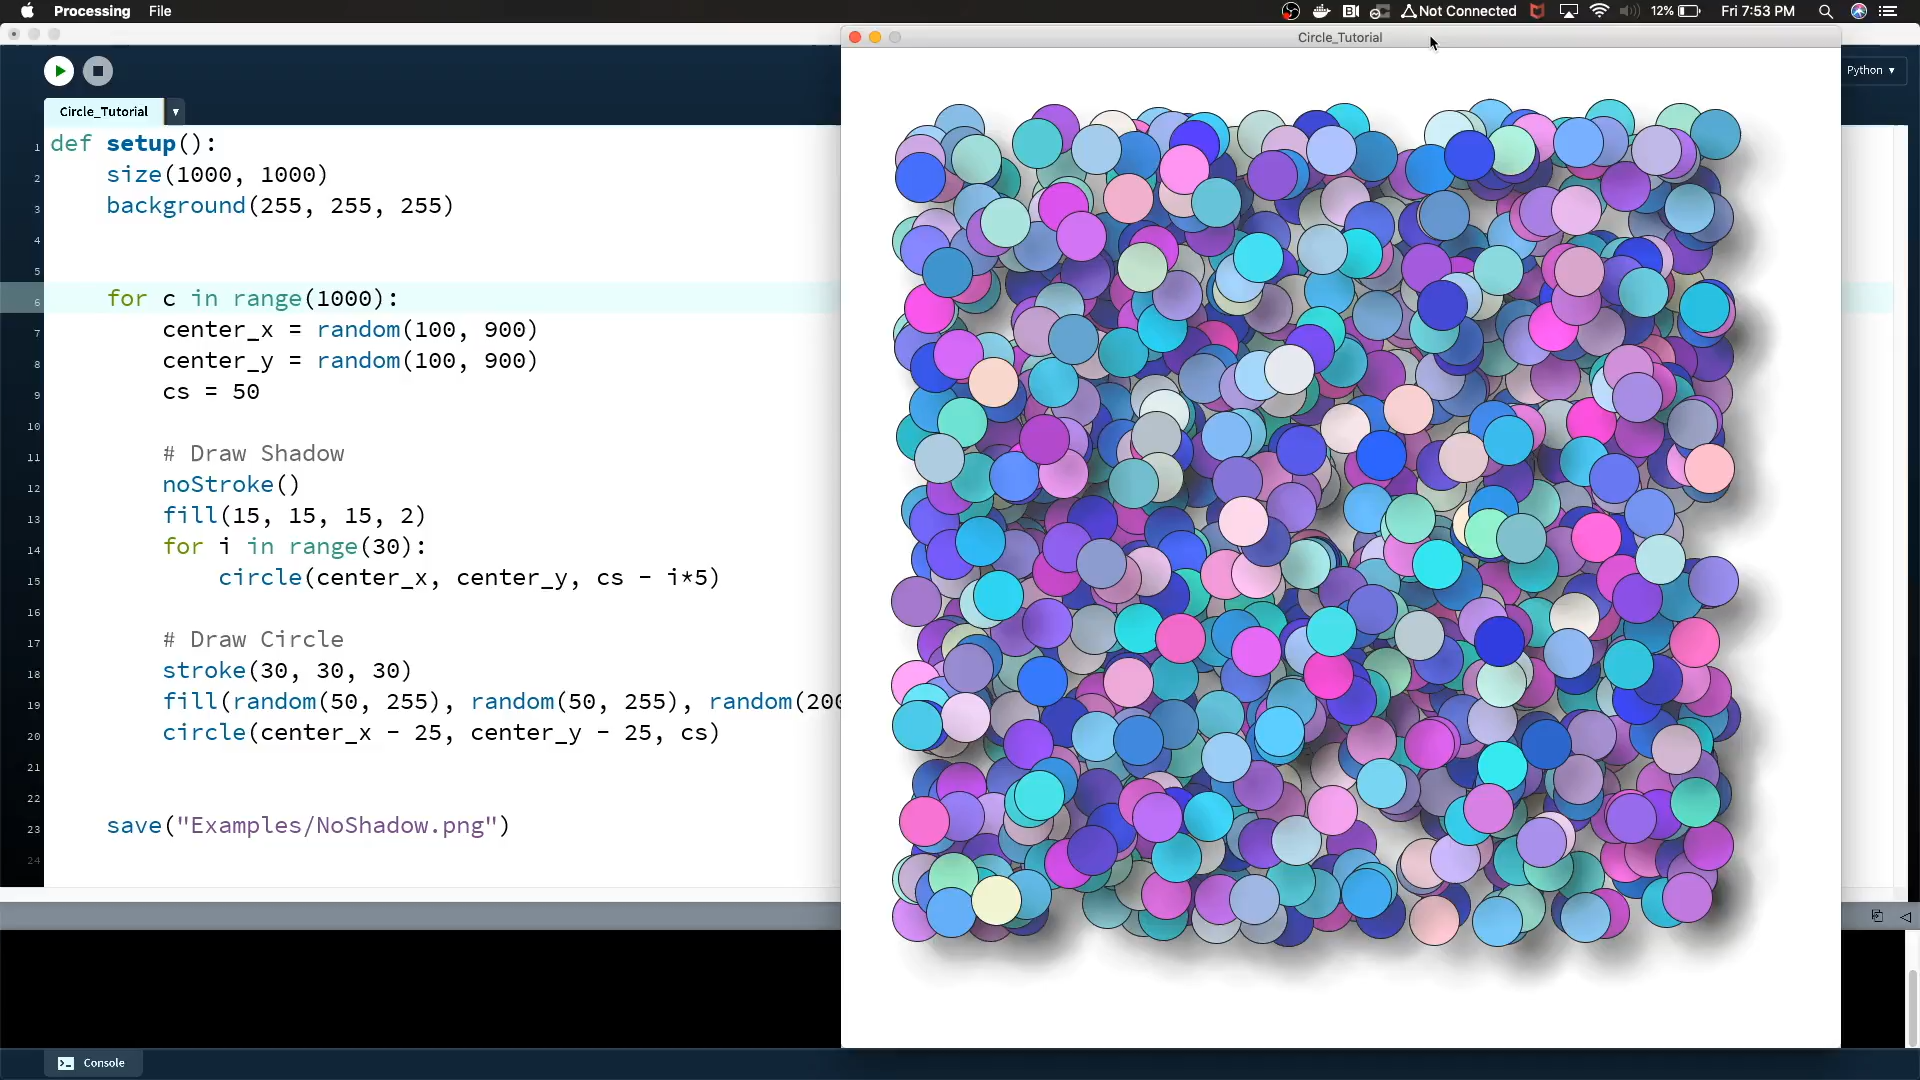 Processing File
Not Connected 12% Fri 7:53 PM
Circle_Tutorial
Python
Circle_Tutorial
1 def setup():
2 size(1000, 1000)
3 background(255, 255, 255)
4
5
6 for c in range(1000):
7 center_x = random(100, 900)
8 center_y = random(100, 900)
9 cs = 50
10
11 # Draw Shadow
12 noStroke()
13 fill(15, 15, 15, 2)
14 for i in range(30):
15 circle(center_x, center_y, cs - i*5)
16
17 # Draw Circle
18 stroke(30, 30, 30)
19 fill(random(50, 255), random(50, 255), random(200
20 circle(center_x - 25, center_y - 25, cs)
21
22
23 save("Examples/NoShadow.png")
24
Console